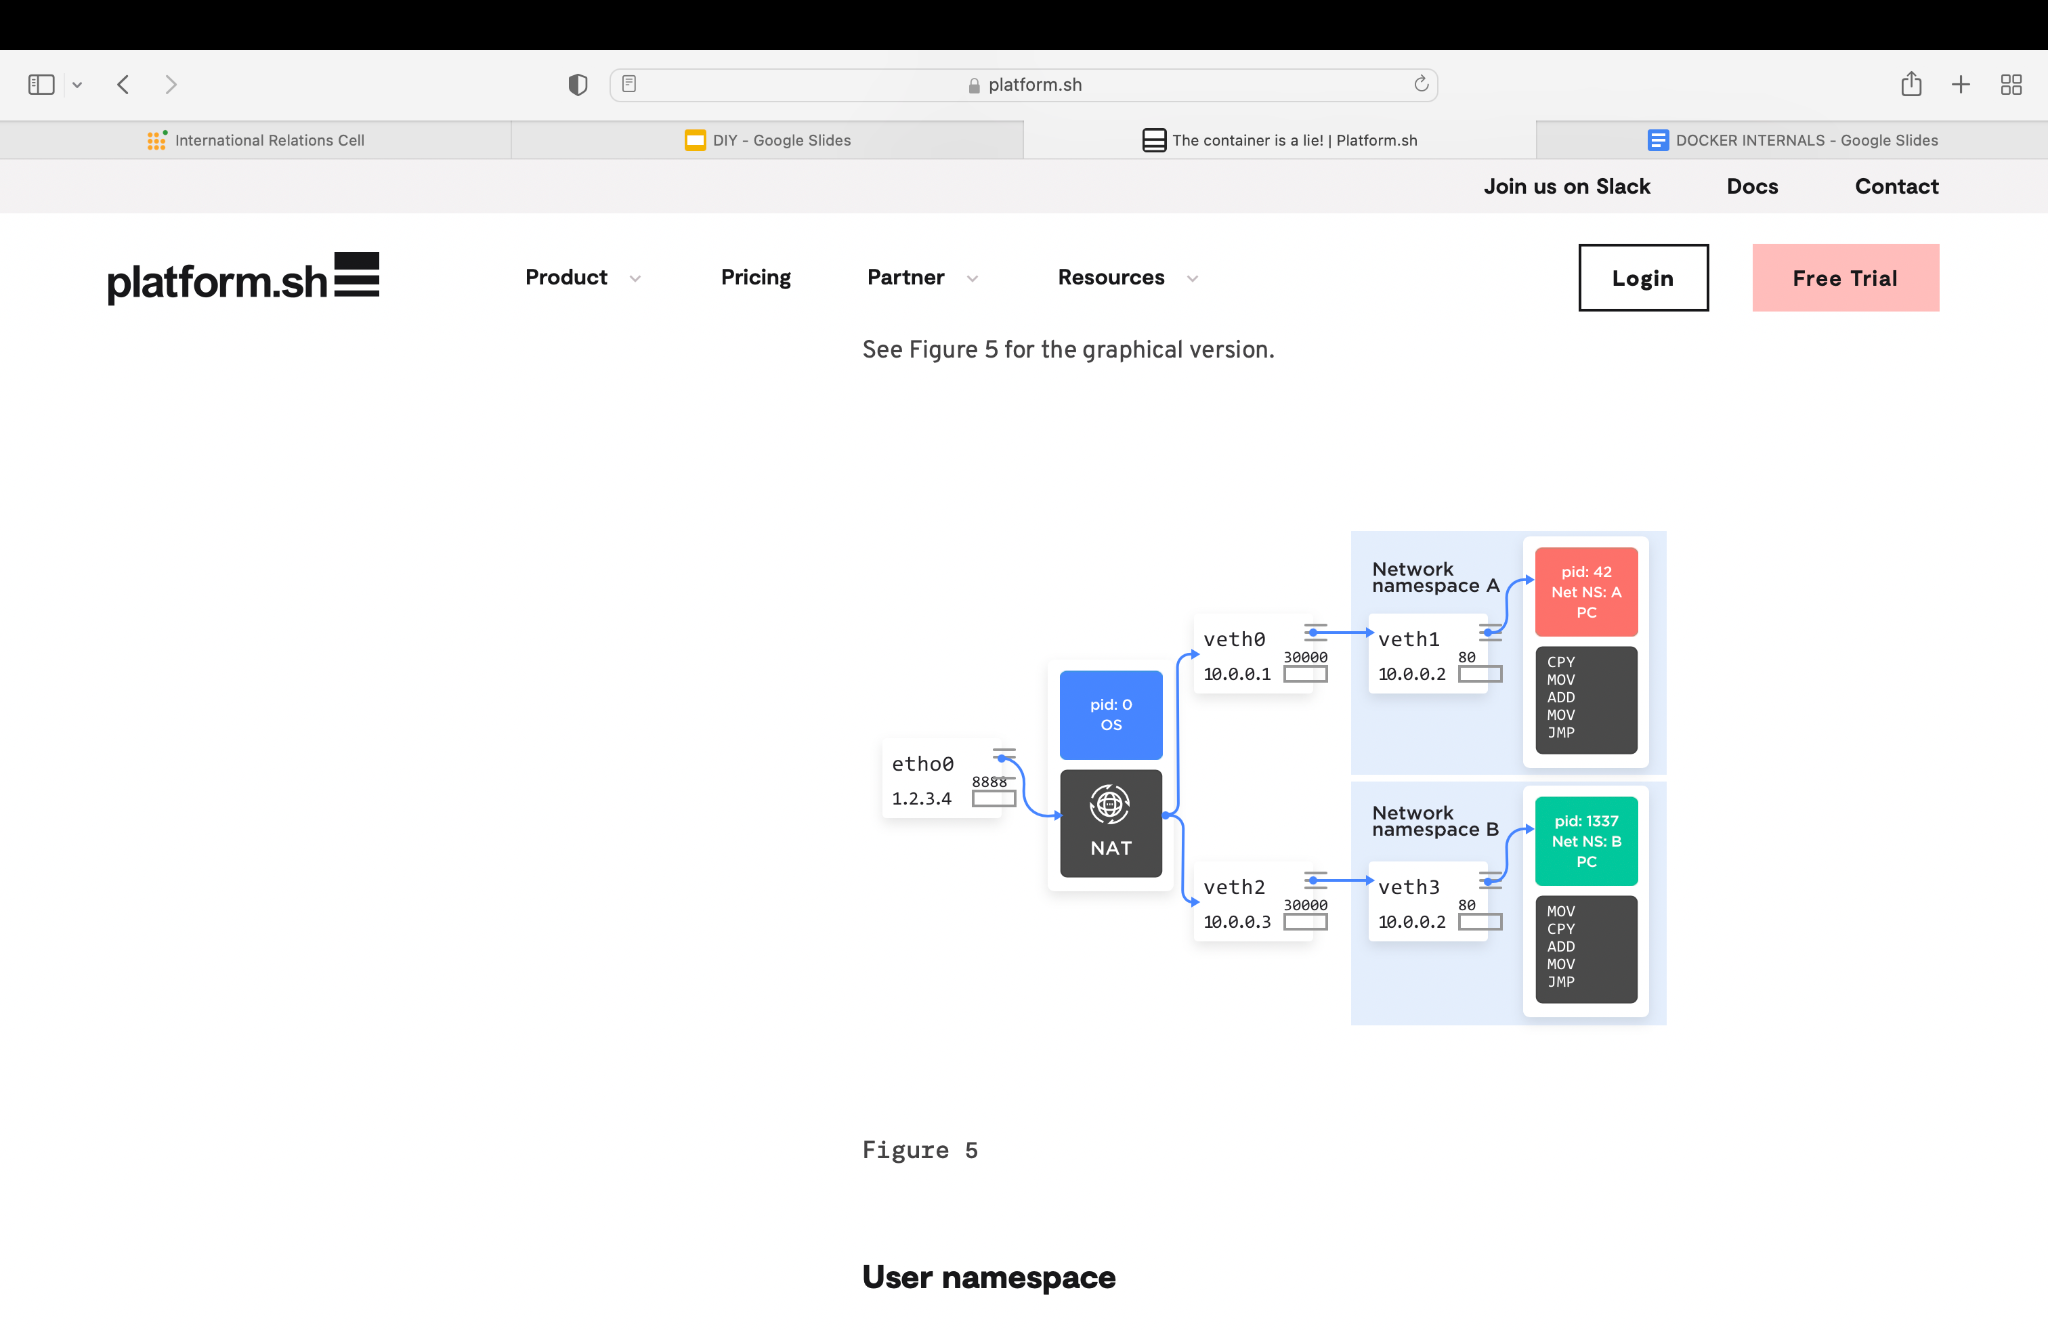 platform.sh
International Relations Cell
DIY - Google Slides
The container is a lie! | Platform.sh
DOCKER INTERNALS - Google Slides
Join us on Slack
Docs
Contact
platform.sh
Product
Pricing
Partner
Resources
Login
Free Trial
See Figure 5 for the graphical version.
etho0
8888
1.2.3.4
pid: 0
OS
NAT
veth0
30000
10.0.0.1
Network
namespace A
veth1
80
10.0.0.2
pid: 42
Net NS: A
PC
CPY
MOV
ADD
MOV
JMP
veth2
30000
10.0.0.3
Network
namespace B
veth3
80
10.0.0.2
pid: 1337
Net NS: B
PC
MOV
CPY
ADD
MOV
JMP
Figure 5
User namespace